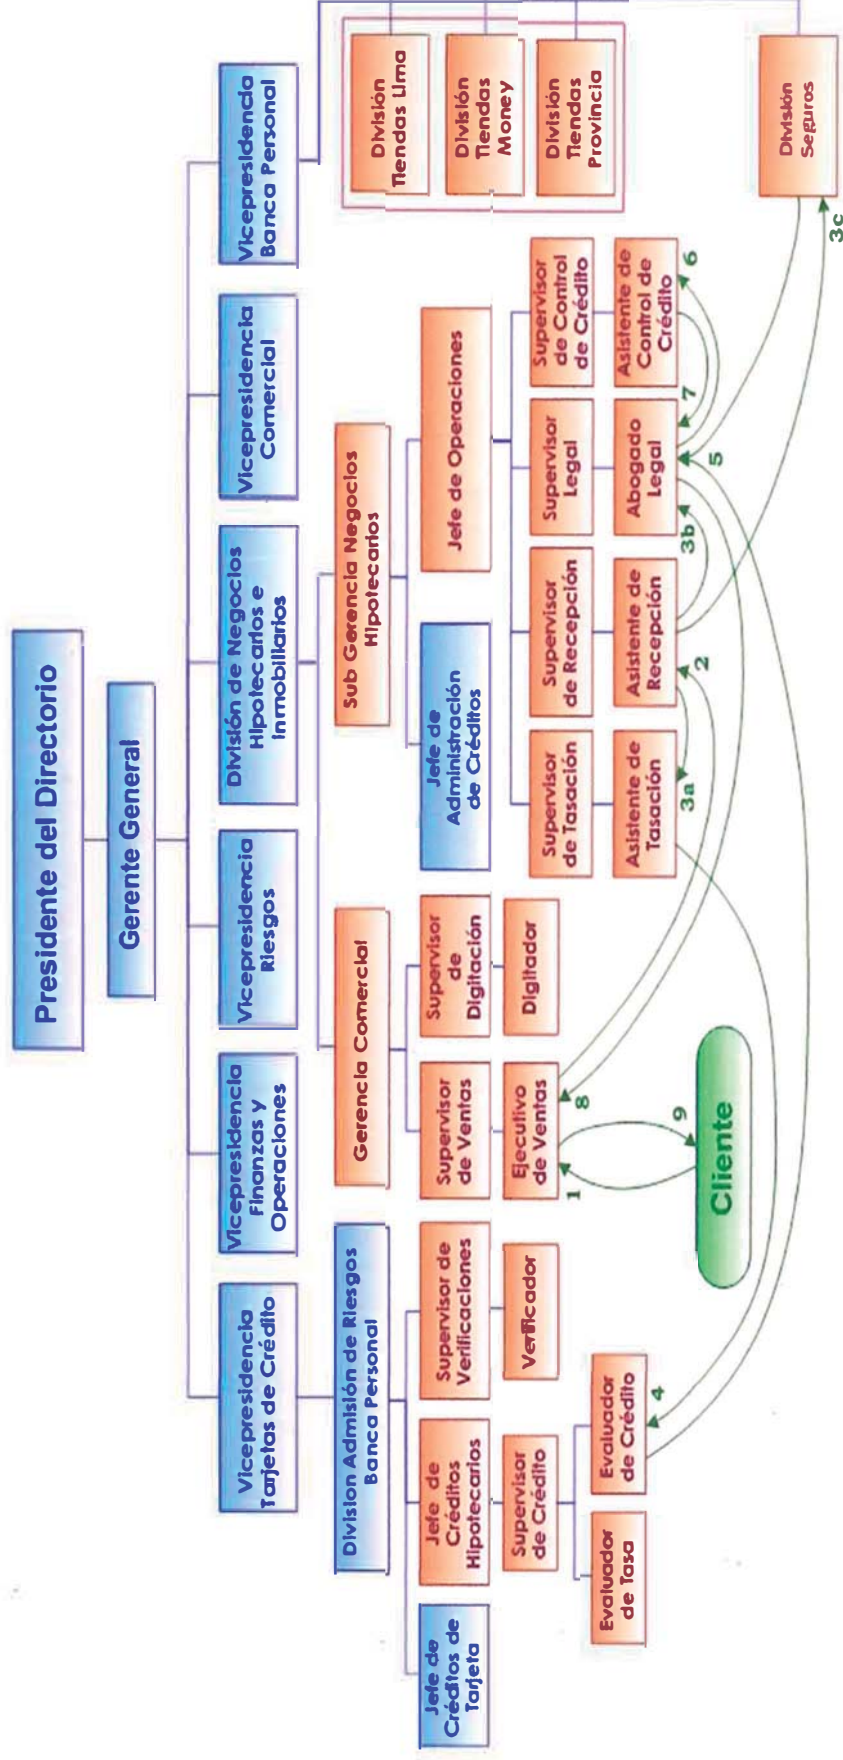 Presidente del Directorio
Gerente General
Vicepresidencia
Tarjetas de Crédito
Vicepresidencia
Finanzas y
Operaciones
Vicepresidencia
Riesgos
División de Negocios
Hipotecarios e
Inmobiliarios
Vicepresidencia
Comercial
Vicepresidencia
Banca Personal
Division Admisión de Riesgos
Banca Personal
Gerencia Comercial
Sub Gerencia Negocios
Hipotecarios
División
Tiendas Lima
División
Tiendas
Money
División
Tiendas
Provincia
División
Seguros
Jefe de
Créditos de
Tarjeta
Jefe de
Créditos
Hipotecarios
Supervisor de
Verificaciones
Supervisor
de Ventas
Supervisor
de
Digitación
Jefe de
Administración
de Créditos
Jefe de Operaciones
Supervisor
de Crédito
Verificador
Ejecutivo
de Ventas
Digitador
Supervisor
de Tasación
Supervisor
de Recepción
Supervisor
Legal
Supervisor
de Control
de Crédito
Evaluador
de Tasa
Evaluador
de Crédito
Asistente de
Tasación
Asistente de
Recepción
Abogado
Legal
Asistente de
Control de
Crédito
Cliente
1
8
9
4
3a
2
3b
5
7
6
3c